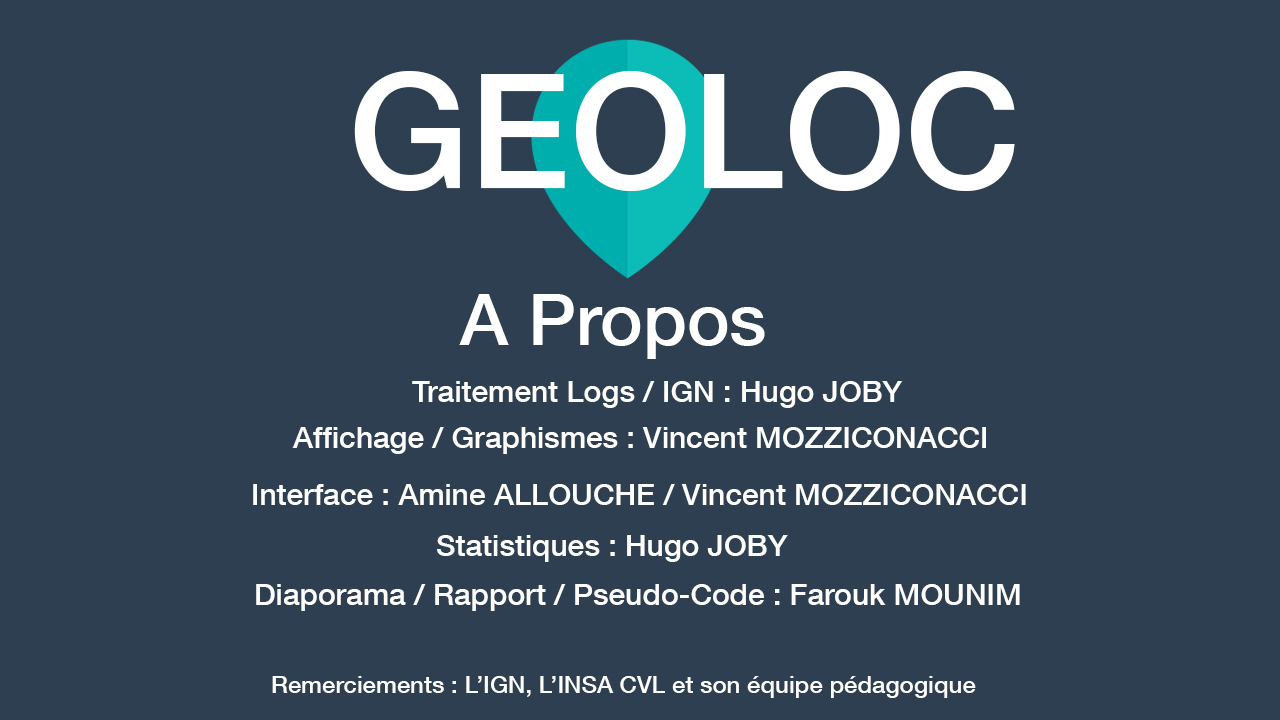 GEOLOC
A Propos
Traitement Logs / IGN : Hugo JOBY
Affichage / Graphismes : Vincent MOZZICONACCI
Interface : Amine ALLOUCHE / Vincent MOZZICONACCI
Statistiques : Hugo JOBY
Diaporama / Rapport / Pseudo-Code : Farouk MOUNIM
Remerciements : L’IGN, L’INSA CVL et son équipe pédagogique